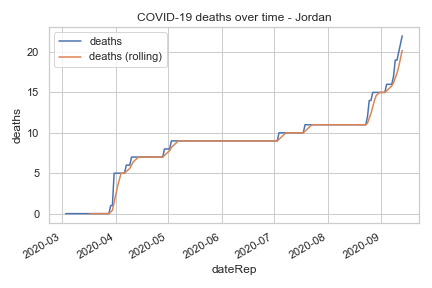 COVID-19 deaths over time - Jordan
deaths
deaths (rolling)
deaths
20
15
10
5
0
2020-03
2020-04
2020-05
2020-06
2020-07
2020-08
2020-09
dateRep